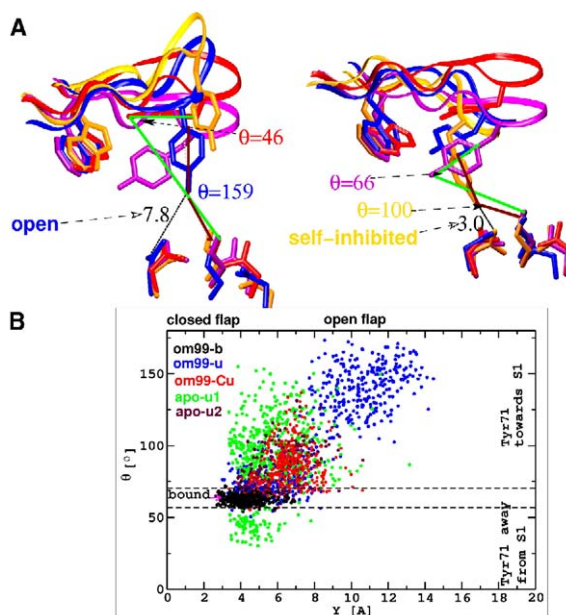 A
θ=46
θ=159
open
7.8
θ=66
θ=100
self-inhibited
3.0
B
closed flap open flap
om99-b
om99-u
om99-Cu
apo-u1
apo-u2
bound
150
100
50
0
θ [°]
Tyr71 towards S1
Tyr71 away from S1
0 2 4 6 8 10 12 14 16 18 20
Y [A]